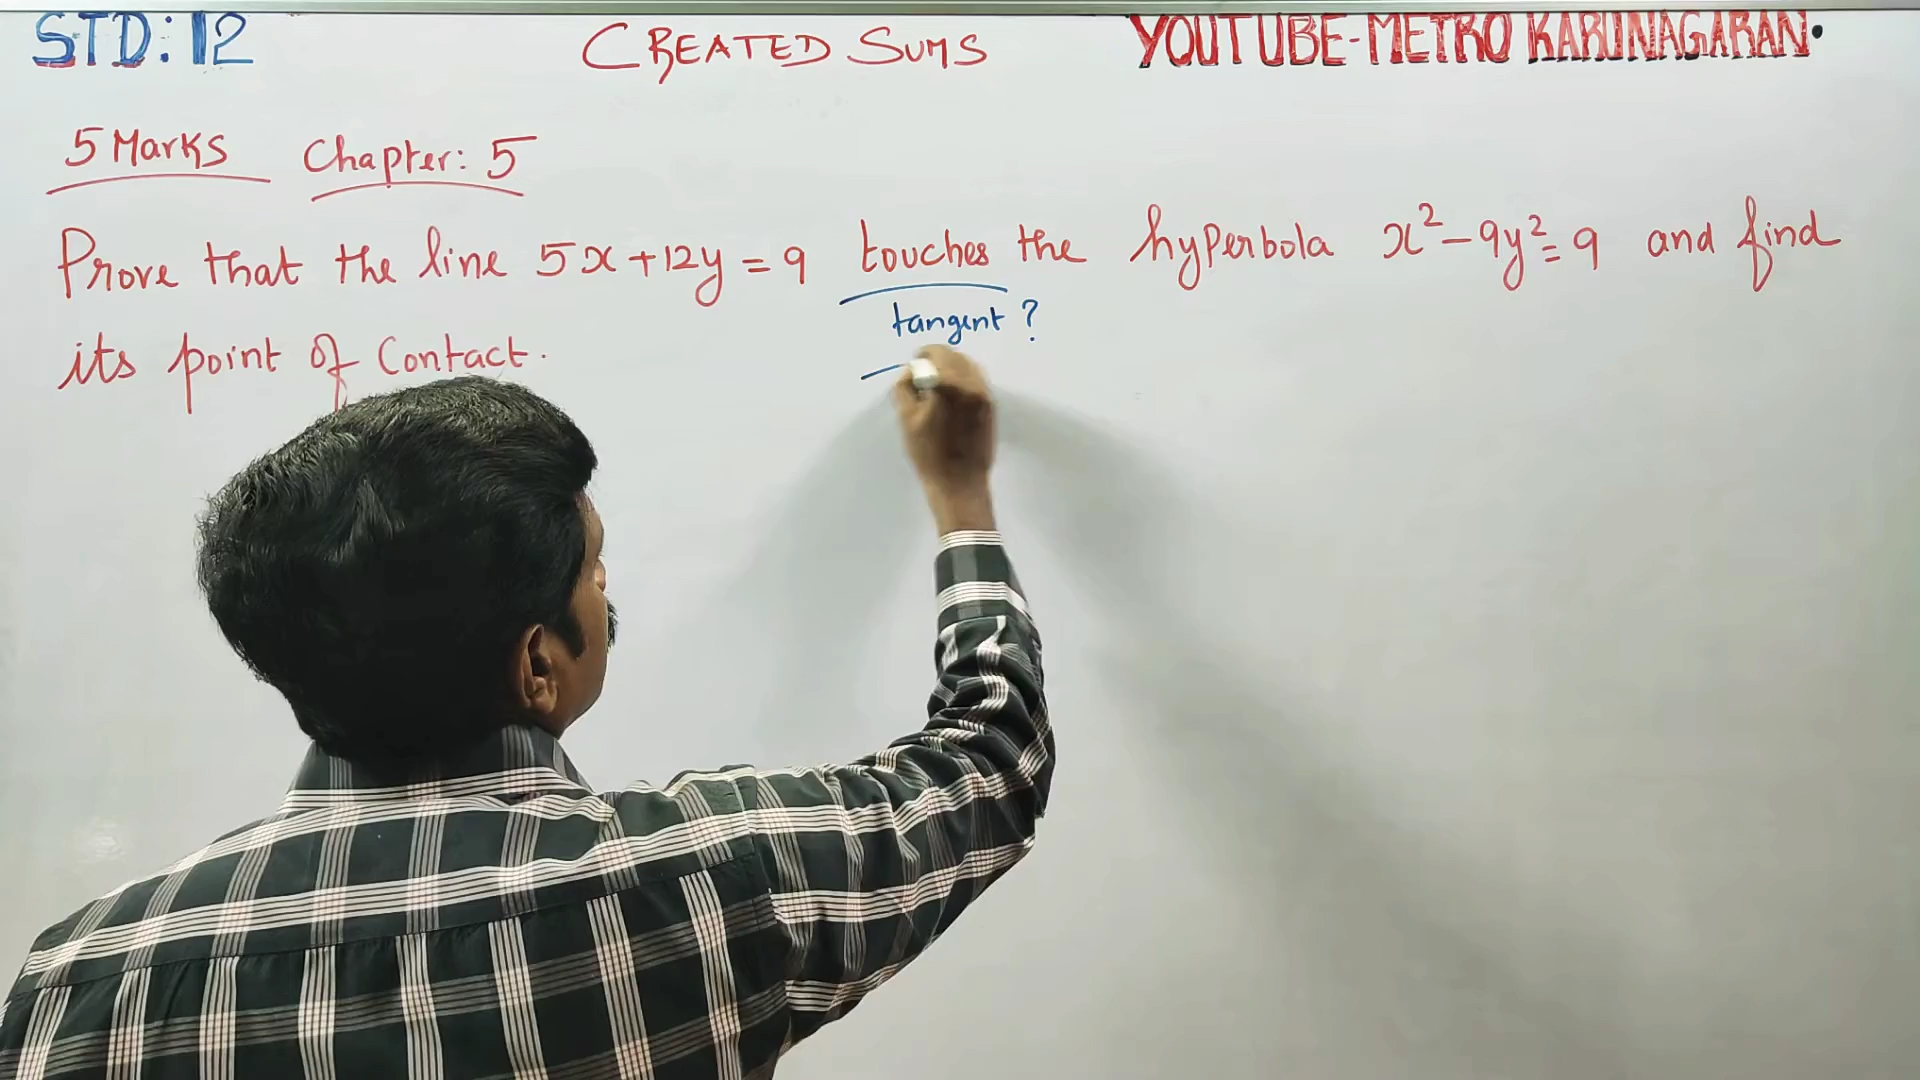 STD: 12
CREATED SUMS
YOUTUBE-METRO KARUNAGARAN.
5 Marks Chapter: 5
Prove that the line 5x+12y=9 touches the hyperbola x²-9y²=9 and find
tangent ?
its point of Contact.